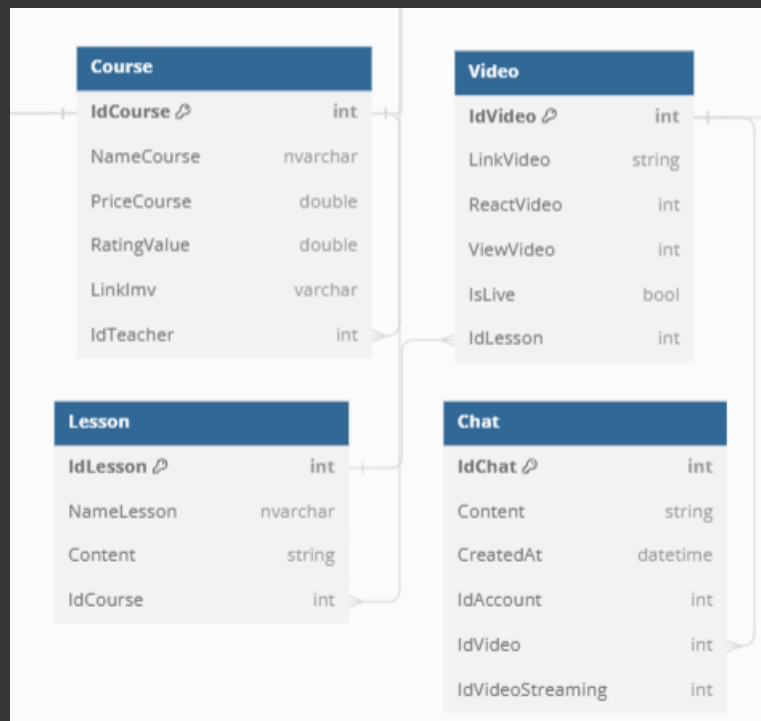 Course
IdCourse int
NameCourse nvarchar
PriceCourse double
RatingValue double
LinkImv varchar
IdTeacher int
Video
IdVideo int
LinkVideo string
ReactVideo int
ViewVideo int
IsLive bool
IdLesson int
Lesson
IdLesson int
NameLesson nvarchar
Content string
IdCourse int
Chat
IdChat int
Content string
CreatedAt datetime
IdAccount int
IdVideo int
IdVideoStreaming int